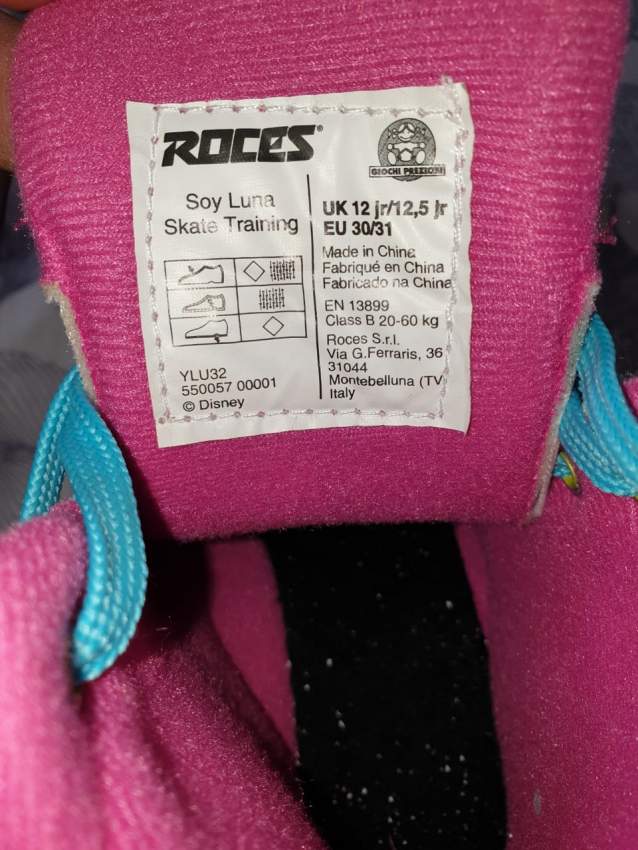 ROCES®
GIOCHI PREZIOSI
Soy Luna
Skate Training
YLU32
550057 00001
© Disney
UK 12 jr/12,5 jr
EU 30/31
Made in China
Fabriqué en China
Fabricado na China
EN 13899
Class B 20-60 kg
Roces S.r.l.
Via G.Ferraris, 36
31044
Montebelluna (TV)
Italy